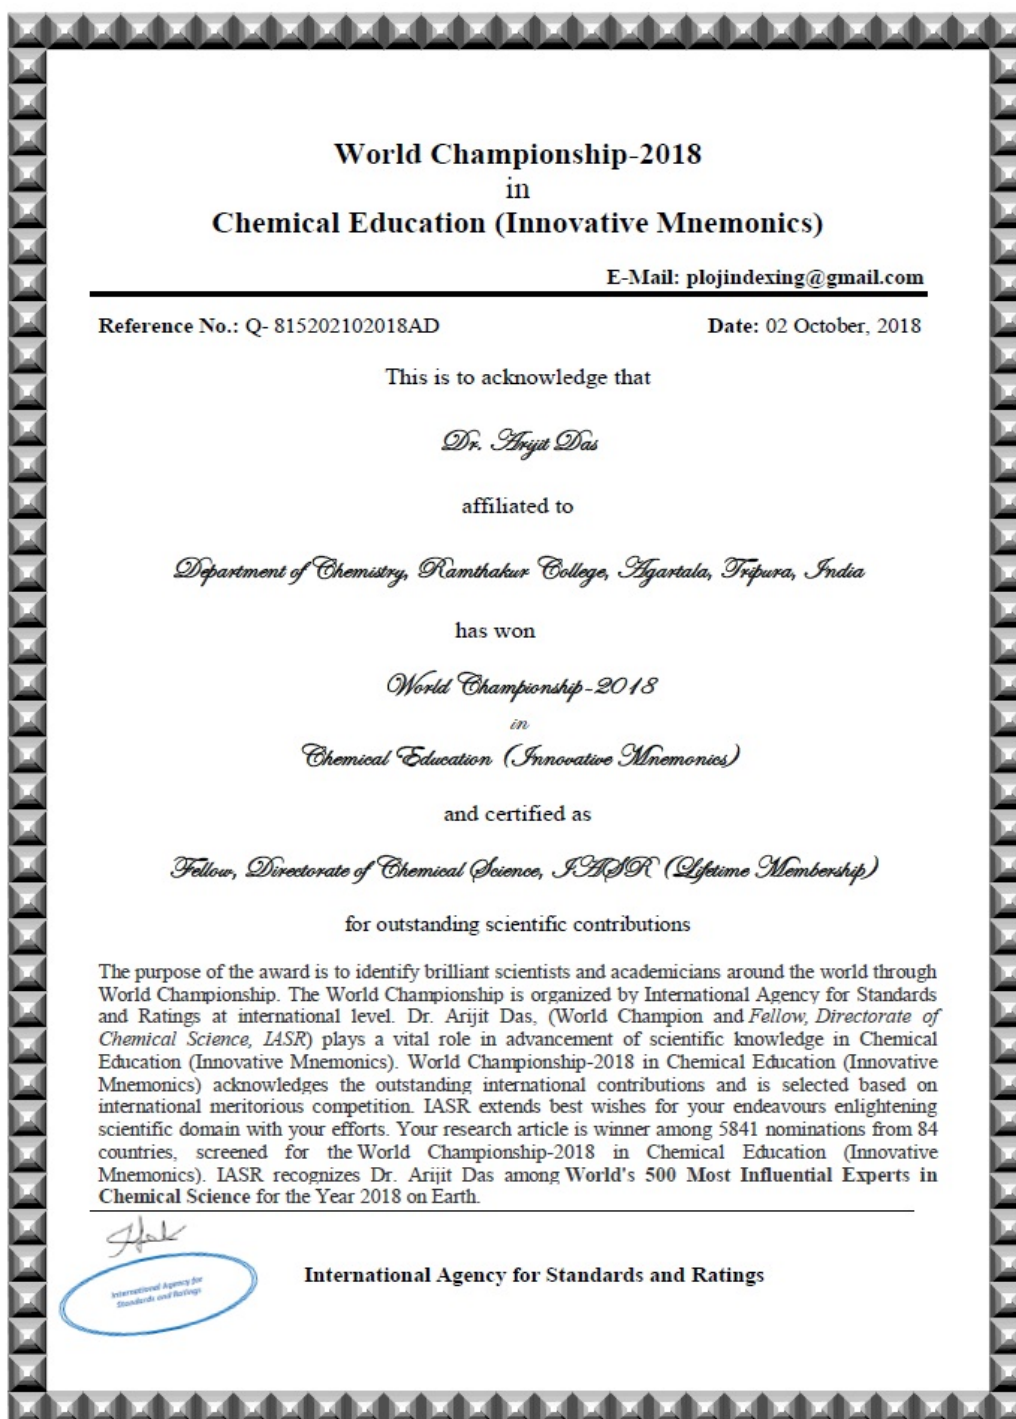 World Championship-2018
in
Chemical Education (Innovative Mnemonics)
E-Mail: plojindexing@gmail.com
Reference No.: Q- 815202102018AD Date: 02 October, 2018
This is to acknowledge that
Dr. Arijit Das
affiliated to
Department of Chemistry, Ramthakur College, Agartala, Tripura, India
has won
World Championship-2018
in
Chemical Education (Innovative Mnemonics)
and certified as
Fellow, Directorate of Chemical Science, IASR (Lifetime Membership)
for outstanding scientific contributions
The purpose of the award is to identify brilliant scientists and academicians around the world through
World Championship. The World Championship is organized by International Agency for Standards
and Ratings at international level. Dr. Arijit Das, (World Champion and Fellow, Directorate of
Chemical Science, IASR) plays a vital role in advancement of scientific knowledge in Chemical
Education (Innovative Mnemonics). World Championship-2018 in Chemical Education (Innovative
Mnemonics) acknowledges the outstanding international contributions and is selected based on
international meritorious competition. IASR extends best wishes for your endeavours enlightening
scientific domain with your efforts. Your research article is winner among 5841 nominations from 84
countries, screened for the World Championship-2018 in Chemical Education (Innovative
Mnemonics). IASR recognizes Dr. Arijit Das among World's 500 Most Influential Experts in
Chemical Science for the Year 2018 on Earth.
International Agency for
Standards and Ratings
International Agency for Standards and Ratings